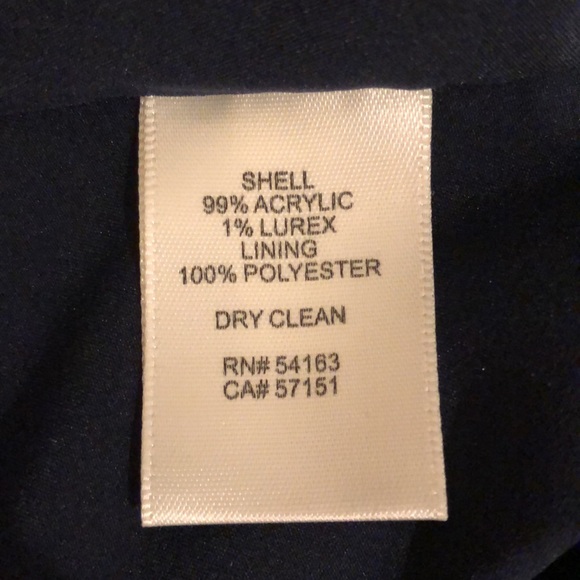 SHELL
99% ACRYLIC
1% LUREX
LINING
100% POLYESTER
DRY CLEAN
RN# 54163
CA# 57151